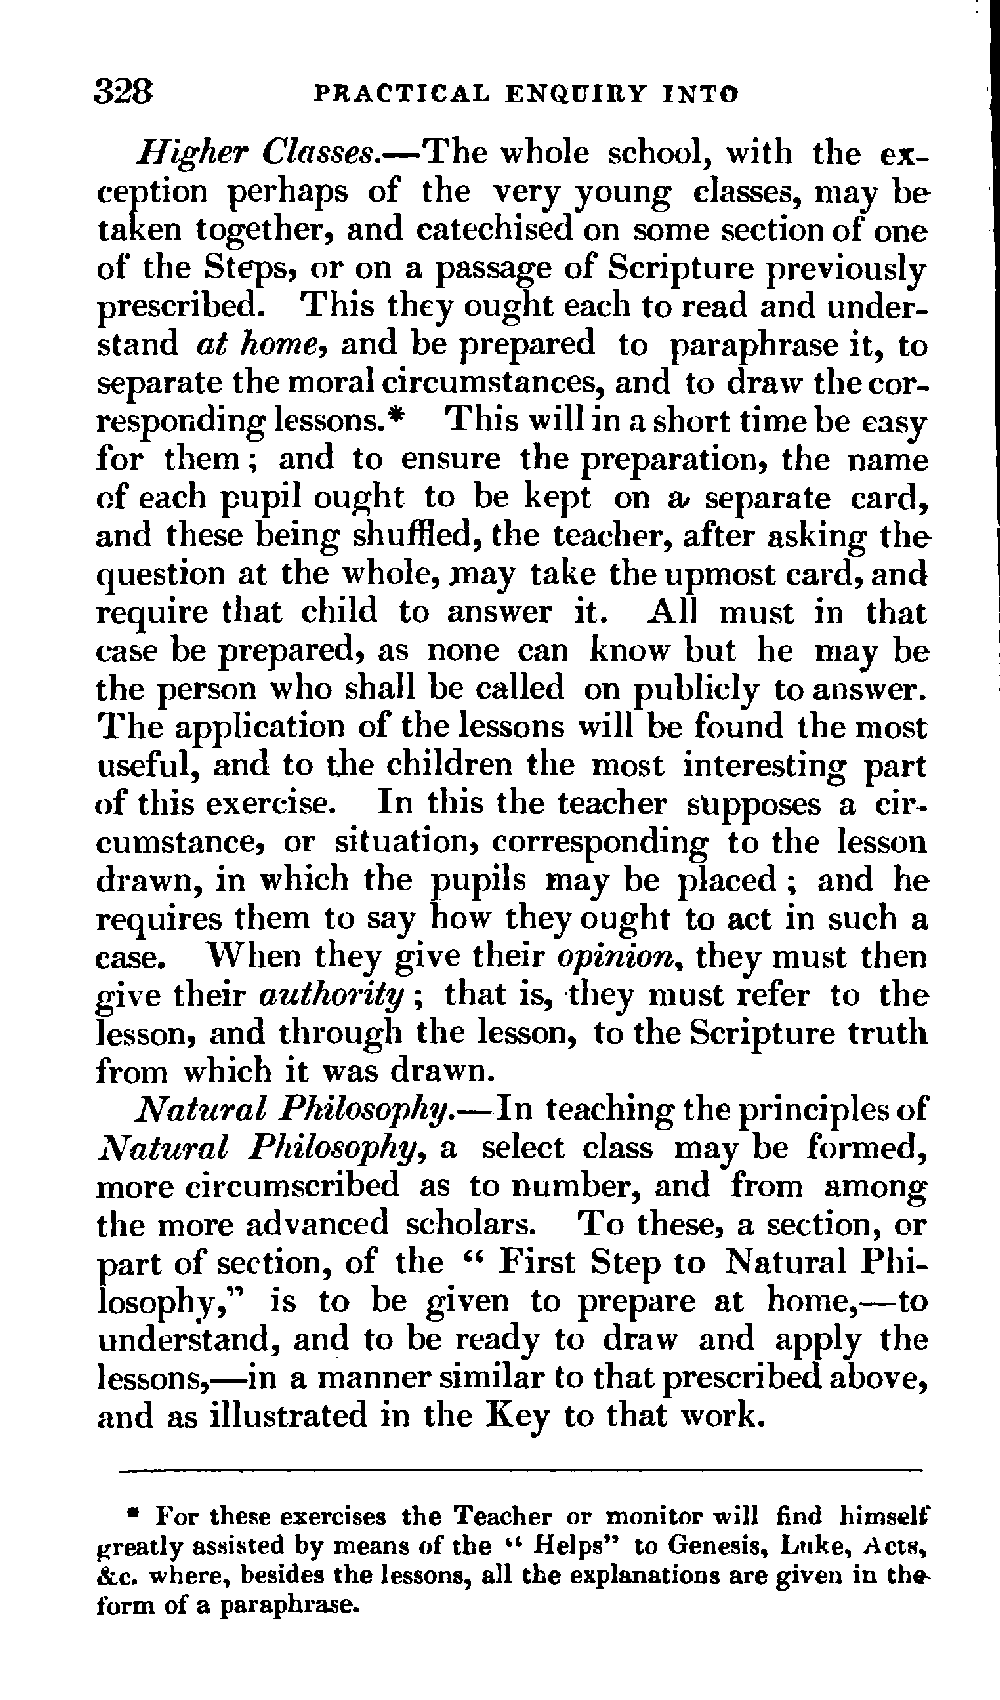 328 PRACTICAL ENQUIRY INTO
Higher Classes.—The whole school, with the ex-
ception perhaps of the very young classes, may be
taken together, and catechised on some section of one
of the Steps, or on a passage of Scripture previously
prescribed. This they ought each to read and under-
stand at home, and be prepared to paraphrase it, to
separate the moral circumstances, and to draw the cor-
responding lessons.* This will in a short time be easy
for them; and to ensure the preparation, the name
of each pupil ought to be kept on a separate card,
and these being shuffled, the teacher, after asking the
question at the whole, may take the upmost card, and
require that child to answer it. All must in that
case be prepared, as none can know but he may be
the person who shall be called on publicly to answer.
The application of the lessons will be found the most
useful, and to the children the most interesting part
of this exercise. In this the teacher supposes a cir-
cumstance, or situation, corresponding to the lesson
drawn, in which the pupils may be placed; and he
requires them to say how they ought to act in such a
case. When they give their opinion, they must then
give their authority; that is, they must refer to the
lesson, and through the lesson, to the Scripture truth
from which it was drawn.
Natural Philosophy.—In teaching the principles of
Natural Philosophy, a select class may be formed,
more circumscribed as to number, and from among
the more advanced scholars. To these, a section, or
part of section, of the “ First Step to Natural Phi-
losophy,” is to be given to prepare at home,—to
understand, and to be ready to draw and apply the
lessons,—in a manner similar to that prescribed above,
and as illustrated in the Key to that work.
* For these exercises the Teacher or monitor will find himself
greatly assisted by means of the “ Helps” to Genesis, Luke, Acts,
&c. where, besides the lessons, all the explanations are given in the
form of a paraphrase.